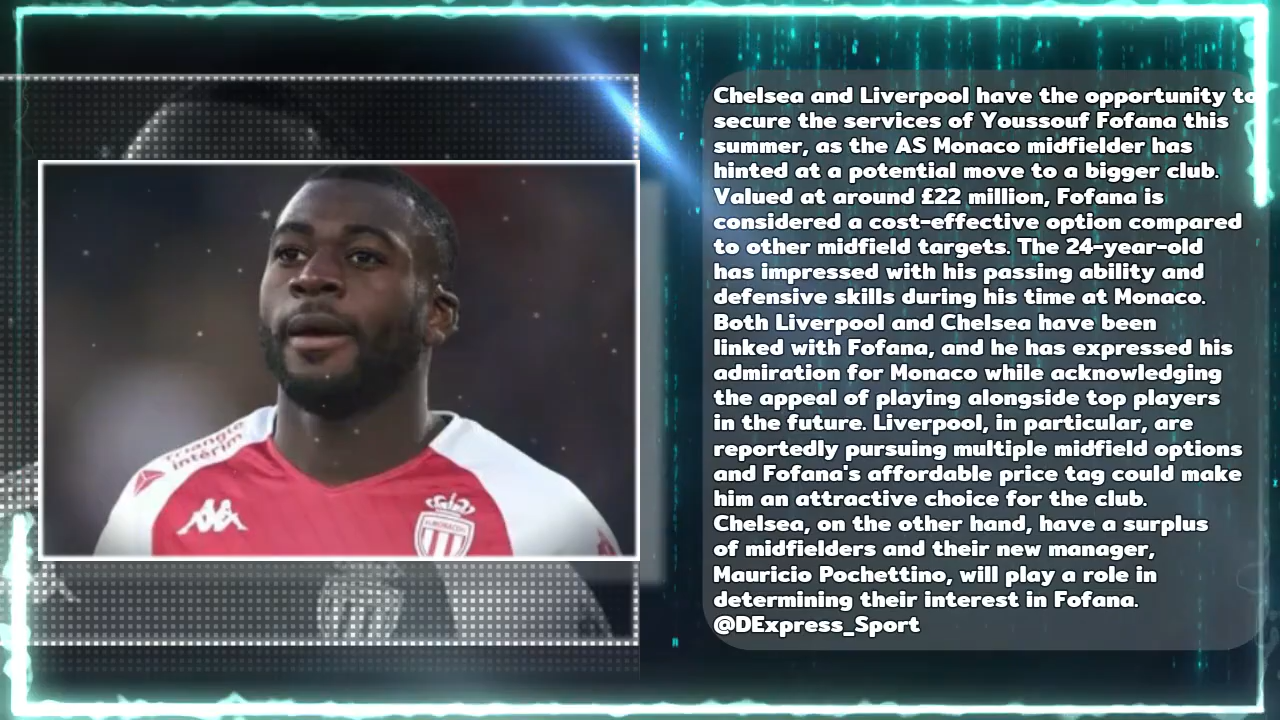 Chelsea and Liverpool have the opportunity to
secure the services of Youssouf Fofana this
summer, as the AS Monaco midfielder has
hinted at a potential move to a bigger club.
Valued at around £22 million, Fofana is
considered a cost-effective option compared
to other midfield targets. The 24-year-old
has impressed with his passing ability and
defensive skills during his time at Monaco.
Both Liverpool and Chelsea have been
linked with Fofana, and he has expressed his
admiration for Monaco while acknowledging
the appeal of playing alongside top players
in the future. Liverpool, in particular, are
reportedly pursuing multiple midfield options
and Fofana's affordable price tag could make
him an attractive choice for the club.
Chelsea, on the other hand, have a surplus
of midfielders and their new manager,
Mauricio Pochettino, will play a role in
determining their interest in Fofana.
@DExpress_Sport
Triangle
intérim
MONACO